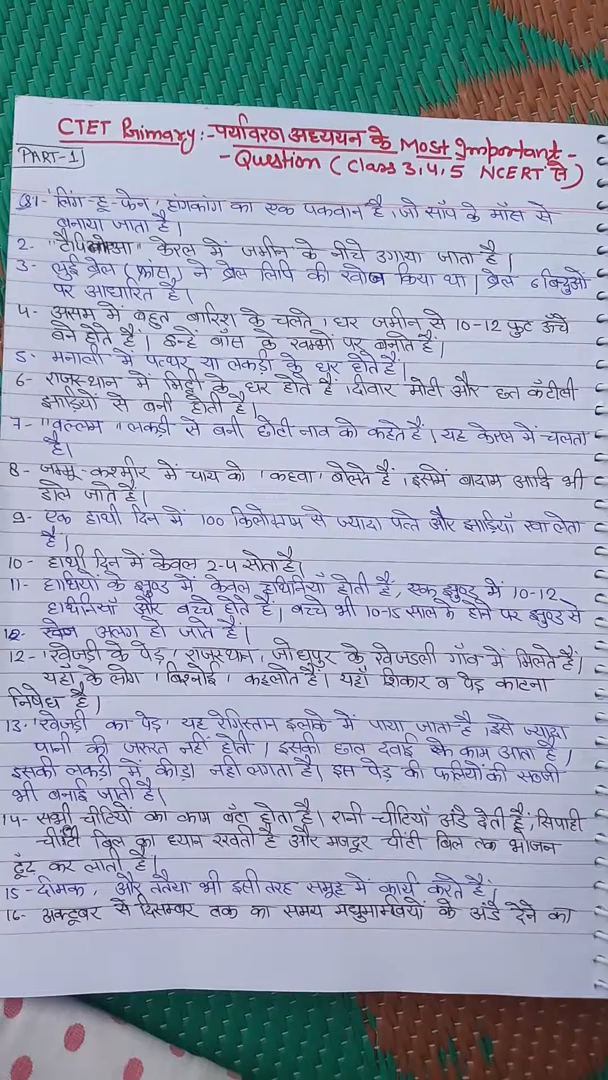 CTET Primary:- पर्यावरण अध्ययन के Most Important -
PART-1
- Question (Class 3,4,5 NCERT से)
Q1- 'लिंग-हू-फेन', हांगकांग का एक पकवान है, जो साँप के माँस से
बनाया जाता है।
2- "टैपिओका" केरल में जमीन के नीचे उगाया जाता है।
3- लुई ब्रेल (फ्रांस) ने ब्रेल लिपि की खोज किया था। ब्रेल 6 बिन्दुओं
पर आधारित है।
4- असम में बहुत बारिश के चलते, घर जमीन से 10-12 फुट ऊँचे
बने होते हैं। इन्हें बाँस के खम्भों पर बनाते हैं।
5- मनाली में पत्थर या लकड़ी के घर होते हैं।
6- राजस्थान में मिट्टी के घर होते हैं। दीवार मोटी और छत कँटीली
झाड़ियों से बनी होती है।
7- "वल्लम" लकड़ी से बनी छोटी नाव को कहते हैं। यह केरल में चलता
है।
8- जम्मू-कश्मीर में चाय को 'कहवा' बोलते हैं। इसमें बादाम आदि भी
डाले जाते हैं।
9- एक हाथी दिन में 100 किलोग्राम से ज्यादा पत्ते और झाड़ियाँ खा लेता
है।
10- हाथी दिन में केवल 2-4 सोता है।
11- हाथियों के झुण्ड में केवल हथिनियाँ होती हैं, एक झुण्ड में 10-12
हथिनियाँ और बच्चे होते हैं। बच्चे भी 10-15 साल के होने पर झुण्ड से
अलग हो जाते हैं।
12- 'खेजड़ी के पेड़' राजस्थान, जोधपुर के खेजडली गाँव में मिलते हैं।
यहाँ के लोग 'बिश्नोई' कहलाते हैं। यहाँ शिकार व पेड़ काटना
निषेध है।
13- 'खेजड़ी का पेड़' यह रेगिस्तान इलाके में पाया जाता है। इसे ज्यादा
पानी की जरुरत नहीं होती। इसकी छाल दवाई के काम आता है।
इसकी लकड़ी में कीड़ा नहीं लगता है। इस पेड़ की फलियों की सब्जी
भी बनाई जाती है।
14- सभी चींटियों का काम बँटा होता है। रानी चीटियाँ अंडे देती हैं, सिपाही
चींटी बिल का ध्यान रखती है और मजदूर चींटी बिल तक भोजन
ढूँढ कर लाती है।
15- दीमक, और ततैया भी इसी तरह समूह में कार्य करते हैं।
16- अक्टूबर से दिसम्बर तक का समय मधुमक्खियों के अंडे देने का